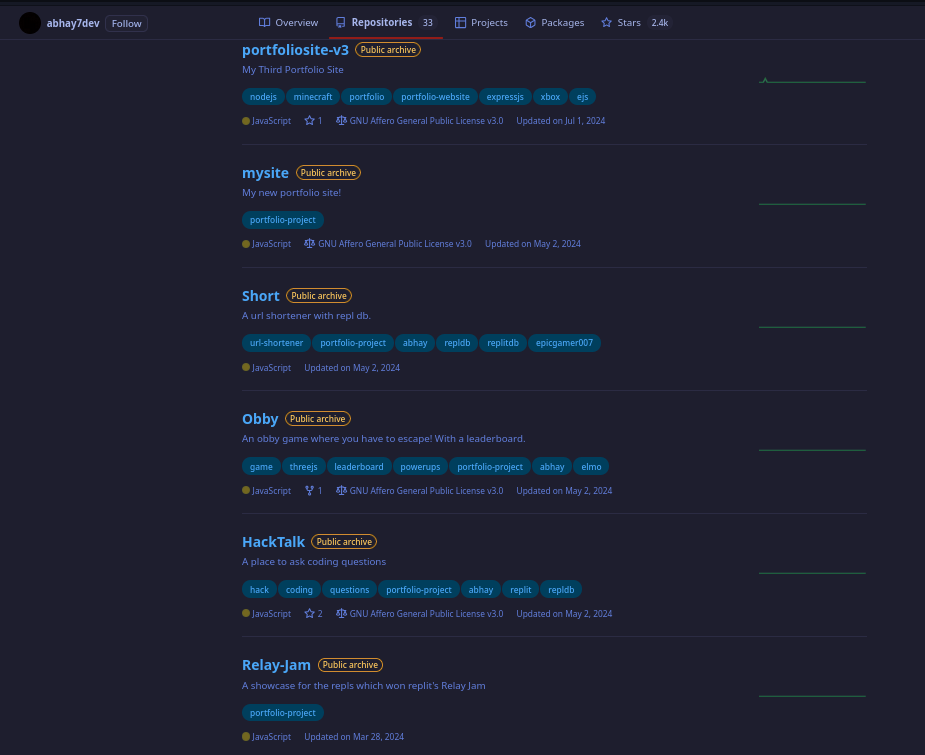 abhay7dev Follow Overview Repositories 33 Projects Packages Stars 2.4k
portfoliosite-v3 Public archive
My Third Portfolio Site
nodejs minecraft portfolio portfolio-website expressjs xbox ejs
JavaScript 1 GNU Affero General Public License v3.0 Updated on Jul 1, 2024
mysite Public archive
My new portfolio site!
portfolio-project
JavaScript GNU Affero General Public License v3.0 Updated on May 2, 2024
Short Public archive
A url shortener with repl db.
url-shortener portfolio-project abhay repldb replitdb epicgamer007
JavaScript Updated on May 2, 2024
Obby Public archive
An obby game where you have to escape! With a leaderboard.
game threejs leaderboard powerups portfolio-project abhay elmo
JavaScript 1 GNU Affero General Public License v3.0 Updated on May 2, 2024
HackTalk Public archive
A place to ask coding questions
hack coding questions portfolio-project abhay replit repldb
JavaScript 2 GNU Affero General Public License v3.0 Updated on May 2, 2024
Relay-Jam Public archive
A showcase for the repls which won replit's Relay Jam
portfolio-project
JavaScript Updated on Mar 28, 2024